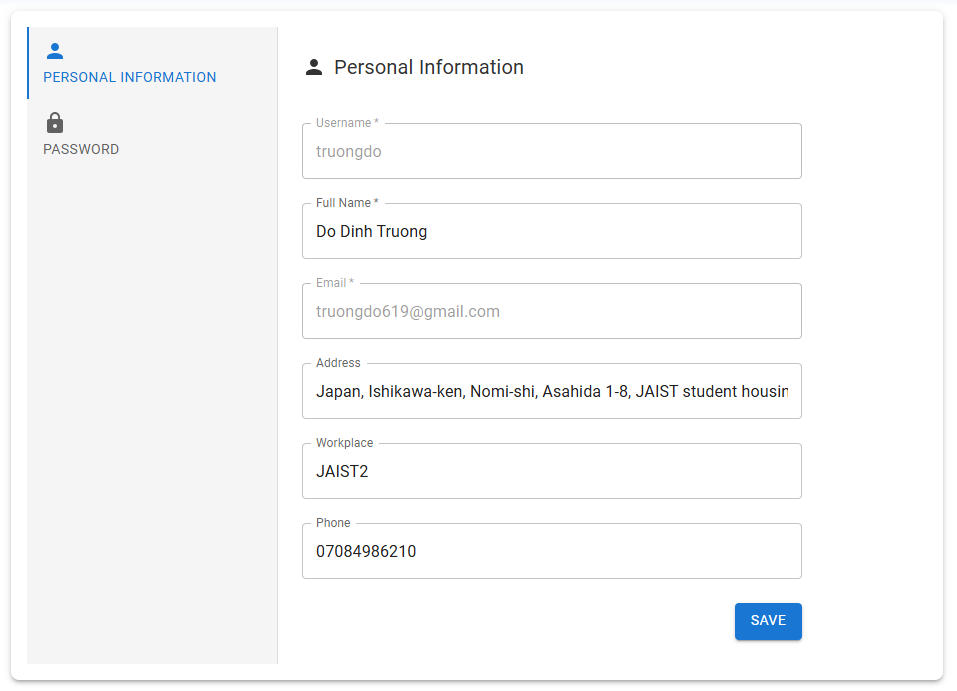 PERSONAL INFORMATION
PASSWORD
Personal Information
Username *
truongdo
Full Name *
Do Dinh Truong
Email *
truongdo619@gmail.com
Address
Japan, Ishikawa-ken, Nomi-shi, Asahida 1-8, JAIST student housin
Workplace
JAIST2
Phone
07084986210
SAVE